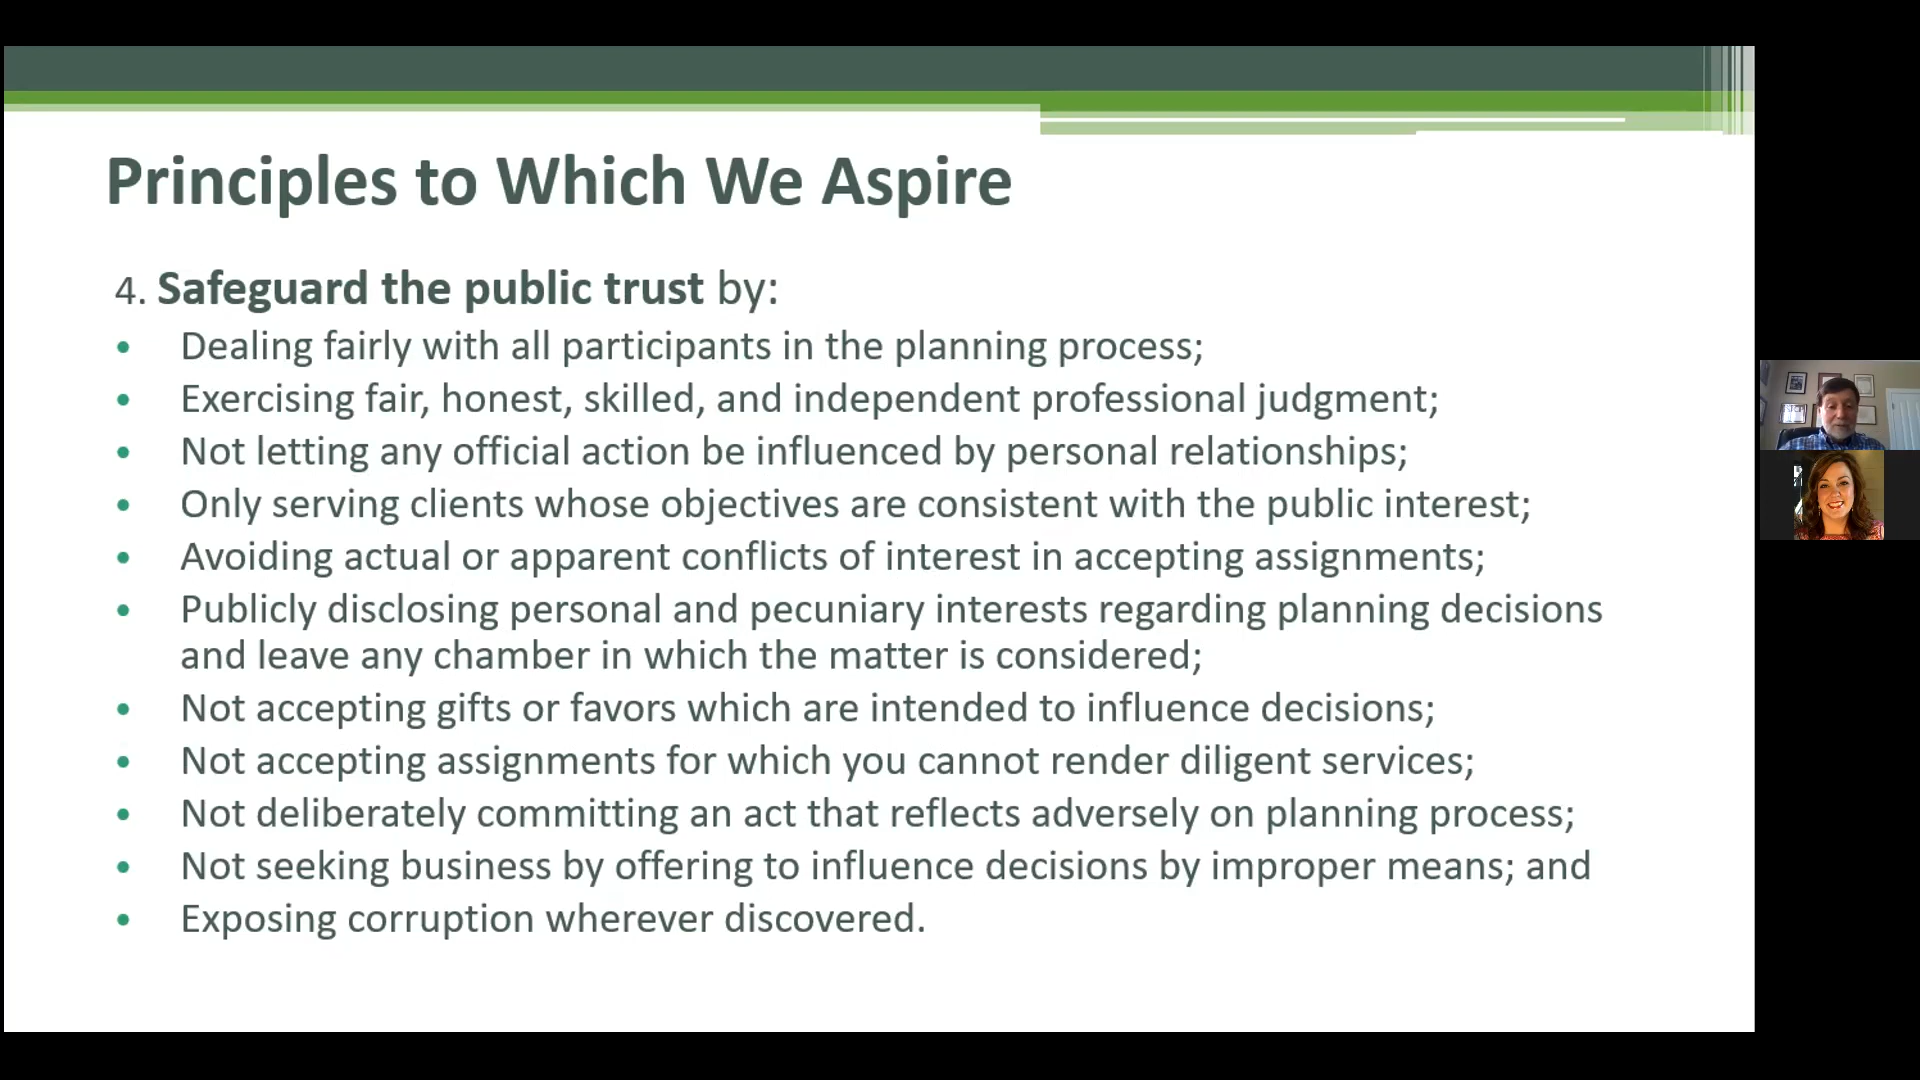 Principles to Which We Aspire
4. Safeguard the public trust by:
• Dealing fairly with all participants in the planning process;
• Exercising fair, honest, skilled, and independent professional judgment;
• Not letting any official action be influenced by personal relationships;
• Only serving clients whose objectives are consistent with the public interest;
• Avoiding actual or apparent conflicts of interest in accepting assignments;
• Publicly disclosing personal and pecuniary interests regarding planning decisions
and leave any chamber in which the matter is considered;
• Not accepting gifts or favors which are intended to influence decisions;
• Not accepting assignments for which you cannot render diligent services;
• Not deliberately committing an act that reflects adversely on planning process;
• Not seeking business by offering to influence decisions by improper means; and
• Exposing corruption wherever discovered.